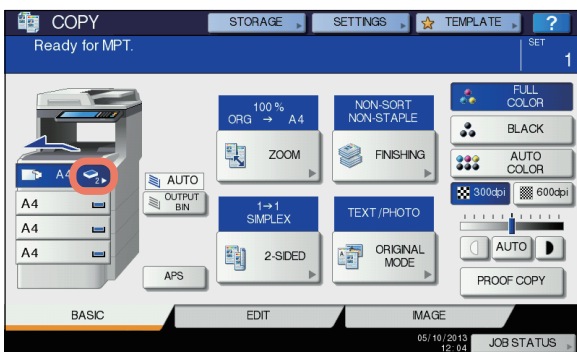 COPY
STORAGE
SETTINGS
TEMPLATE
?
Ready for MPT.
SET
1
A4
2
A4
A4
A4
AUTO
OUTPUT
BIN
APS
100 %
ORG → A4
ZOOM
NON-SORT
NON-STAPLE
FINISHING
1→1
SIMPLEX
2-SIDED
TEXT/PHOTO
ORIGINAL
MODE
FULL
COLOR
BLACK
AUTO
COLOR
300dpi
600dpi
AUTO
PROOF COPY
BASIC
EDIT
IMAGE
05/10/2013
12:04
JOB STATUS